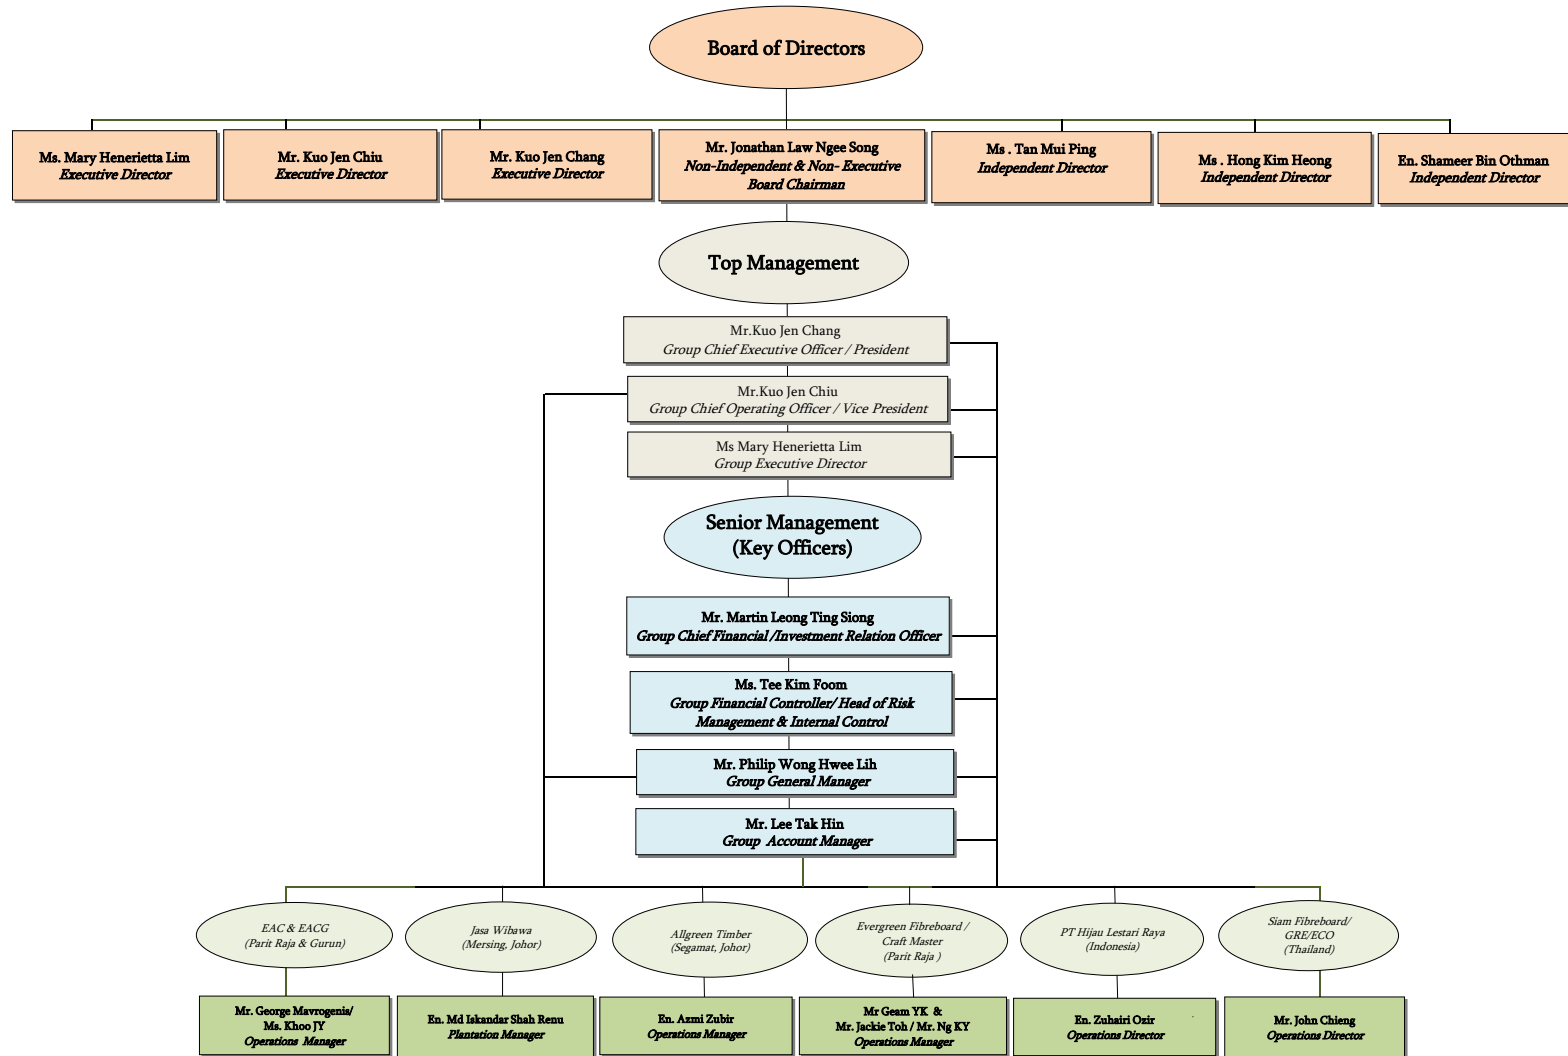 Board of Directors
Ms. Mary Henerietta Lim
Executive Director
Mr. Kuo Jen Chiu
Executive Director
Mr. Kuo Jen Chang
Executive Director
Mr. Jonathan Law Ngee Song
Non-Independent & Non- Executive
Board Chairman
Ms . Tan Mui Ping
Independent Director
Ms . Hong Kim Heong
Independent Director
En. Shameer Bin Othman
Independent Director
Top Management
Mr.Kuo Jen Chang
Group Chief Executive Officer / President
Mr.Kuo Jen Chiu
Group Chief Operating Officer / Vice President
Ms Mary Henerietta Lim
Group Executive Director
Senior Management
(Key Officers)
Mr. Martin Leong Ting Siong
Group Chief Financial /Investment Relation Officer
Ms. Tee Kim Foom
Group Financial Controller/ Head of Risk
Management & Internal Control
Mr. Philip Wong Hwee Lih
Group General Manager
Mr. Lee Tak Hin
Group Account Manager
EAC & EACG
(Parit Raja & Gurun)
Jasa Wibawa
(Mersing, Johor)
Allgreen Timber
(Segamat, Johor)
Evergreen Fibreboard /
Craft Master
(Parit Raja )
PT Hijau Lestari Raya
(Indonesia)
Siam Fibreboard/
GRE/ECO
(Thailand)
Mr. George Mavrogenis/
Ms. Khoo JY
Operations Manager
En. Md Iskandar Shah Renu
Plantation Manager
En. Azmi Zubir
Operations Manager
Mr Geam YK &
Mr. Jackie Toh / Mr. Ng KY
Operations Manager
En. Zuhairi Ozir
Operations Director
Mr. John Chieng
Operations Director